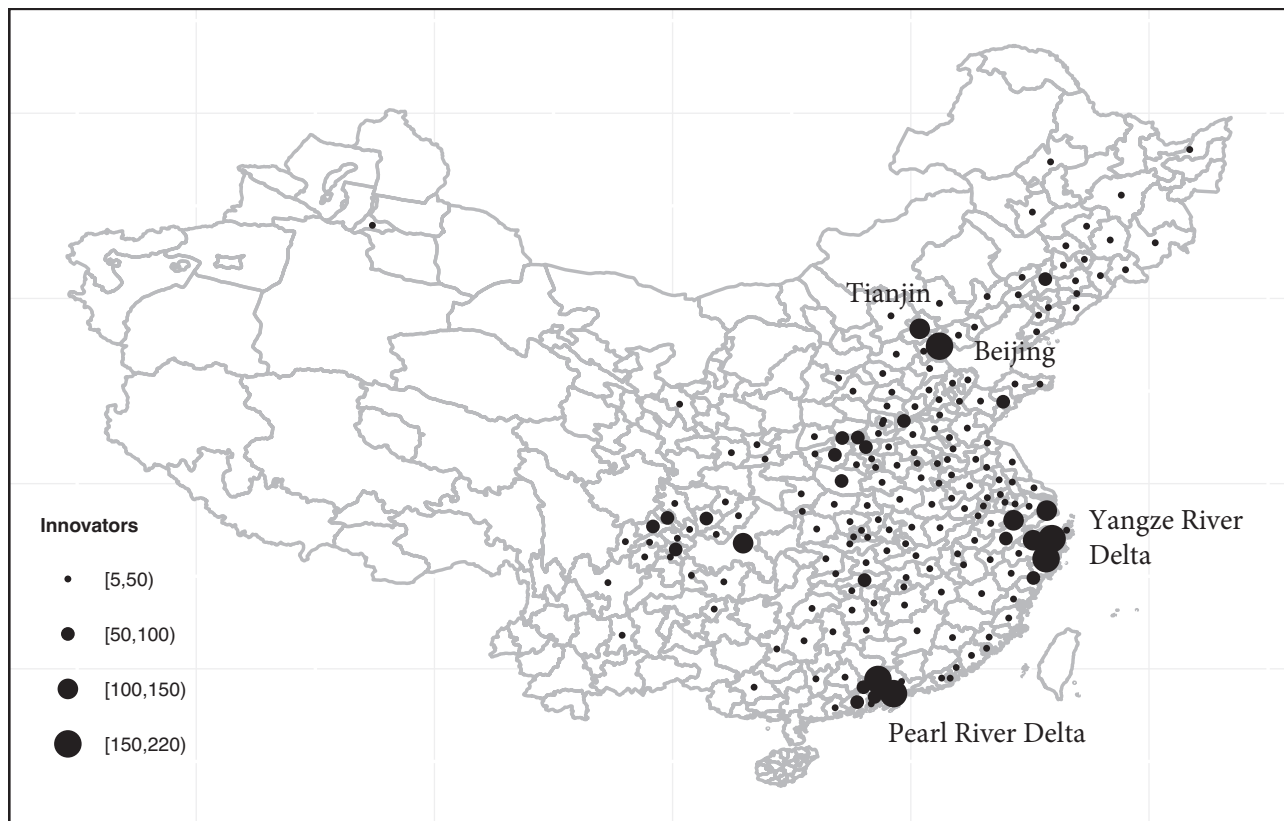 Tianjin
Beijing
Innovators
[5,50)
[50,100)
[100,150)
[150,220)
Yangze River
Delta
Pearl River Delta